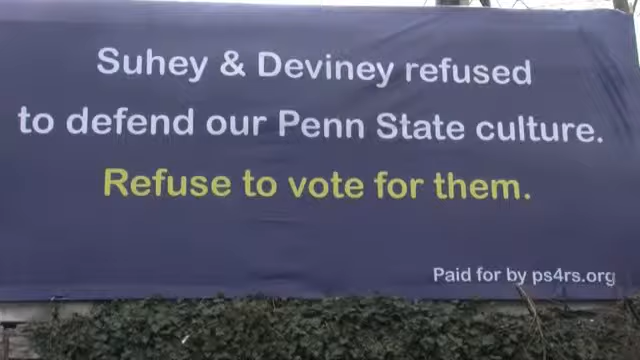 Suhey & Deviney refused
to defend our Penn State culture.
Refuse to vote for them.
Paid for by ps4rs.org